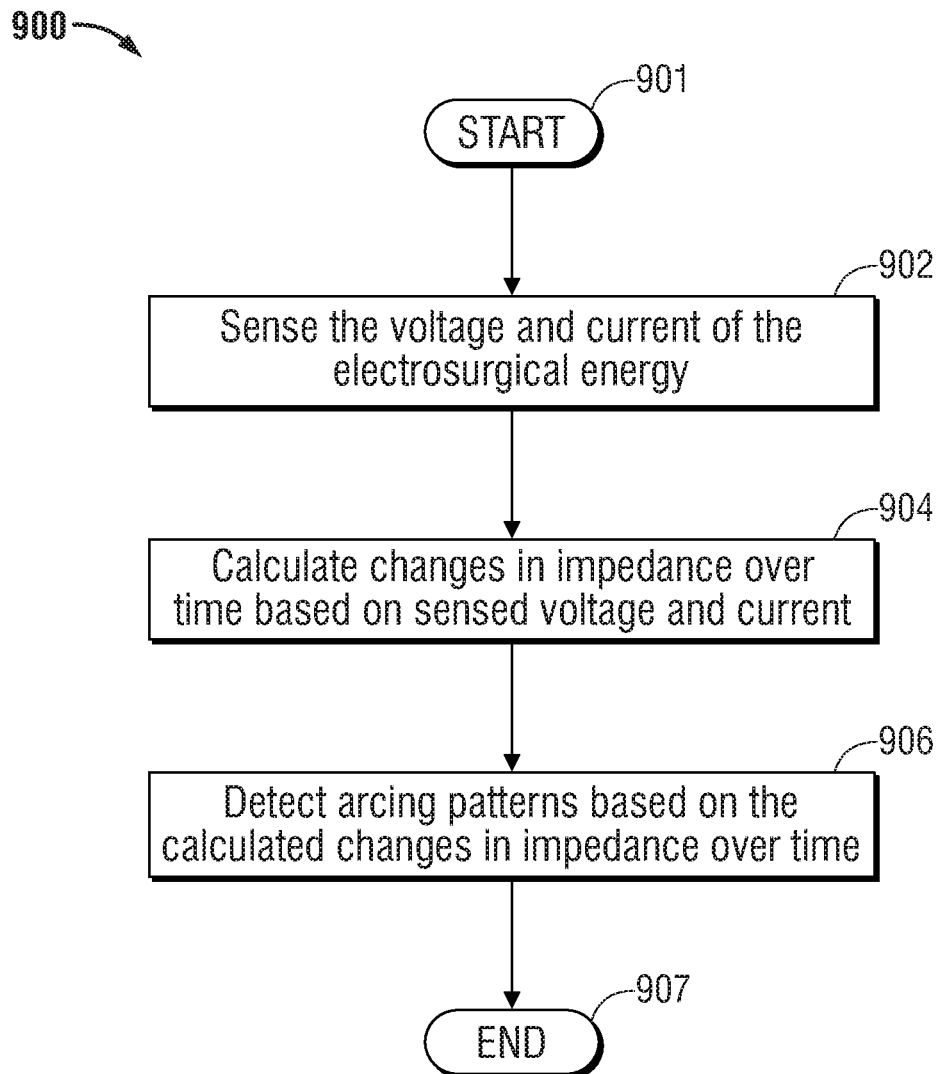 900
901
START
902
Sense the voltage and current of the
electrosurgical energy
904
Calculate changes in impedance over
time based on sensed voltage and current
906
Detect arcing patterns based on the
calculated changes in impedance over time
907
END